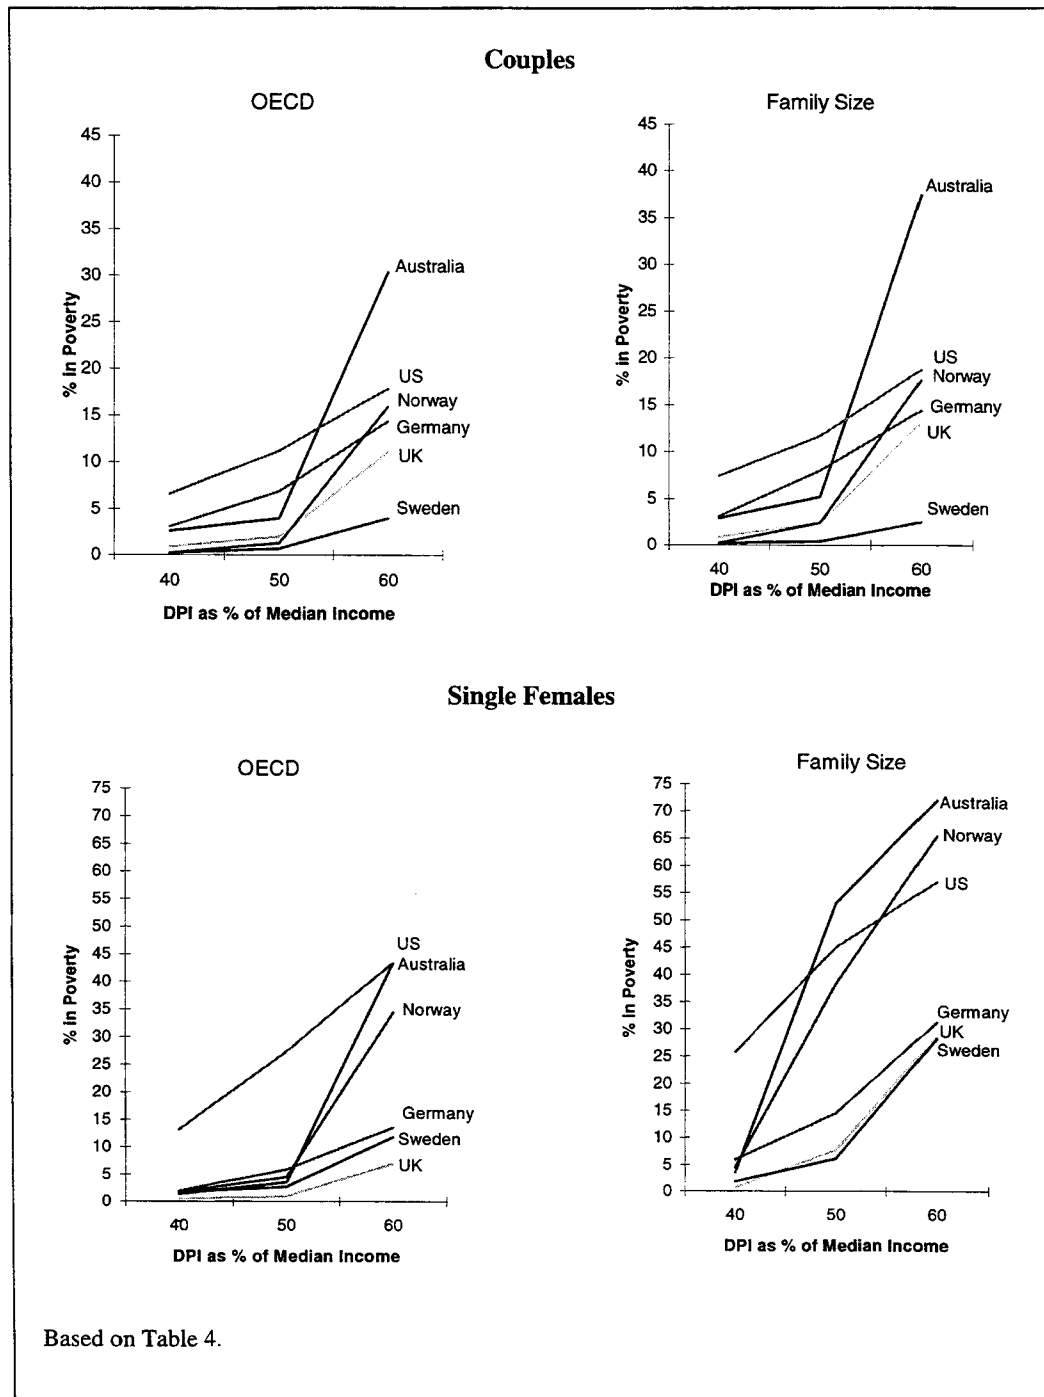 Couples
OECD
45
40
35
30
25
20
15
10
5
0
% in Poverty
Australia
US
Norway
Germany
UK
Sweden
40 50 60
DPI as % of Median Income
Family Size
45
40
35
30
25
20
15
10
5
0
% in Poverty
Australia
US
Norway
Germany
UK
Sweden
40 50 60
DPI as % of Median Income
Single Females
OECD
75
70
65
60
55
50
45
40
35
30
25
20
15
10
5
0
% in Poverty
US
Australia
Norway
Germany
Sweden
UK
40 50 60
DPI as % of Median Income
Family Size
75
70
65
60
55
50
45
40
35
30
25
20
15
10
5
0
% in Poverty
Australia
Norway
US
Germany
UK
Sweden
40 50 60
DPI as % of Median Income
Based on Table 4.